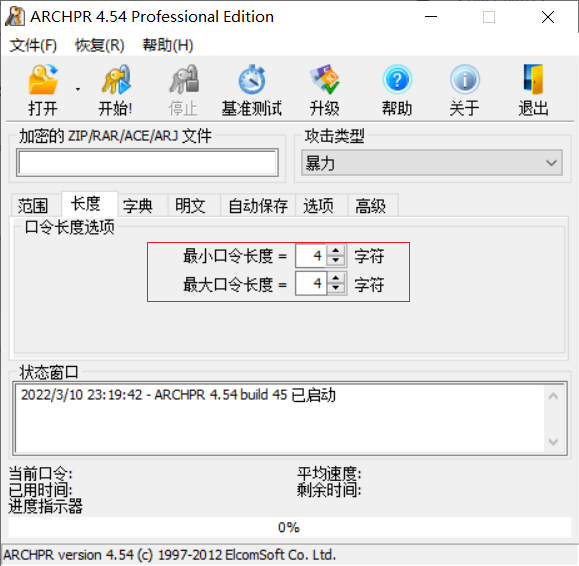 ARCHPR 4.54 Professional Edition
文件(F) 恢复(R) 帮助(H)
打开 开始! 停止 基准测试 升级 帮助 关于 退出
加密的 ZIP/RAR/ACE/ARJ 文件 攻击类型
暴力
范围 长度 字典 明文 自动保存 选项 高级
口令长度选项
最小口令长度 = 4 字符
最大口令长度 = 4 字符
状态窗口
2022/3/10 23:19:42 - ARCHPR 4.54 build 45 已启动
当前口令: 平均速度:
已用时间: 剩余时间:
进度指示器
0%
ARCHPR version 4.54 (c) 1997-2012 ElcomSoft Co. Ltd.